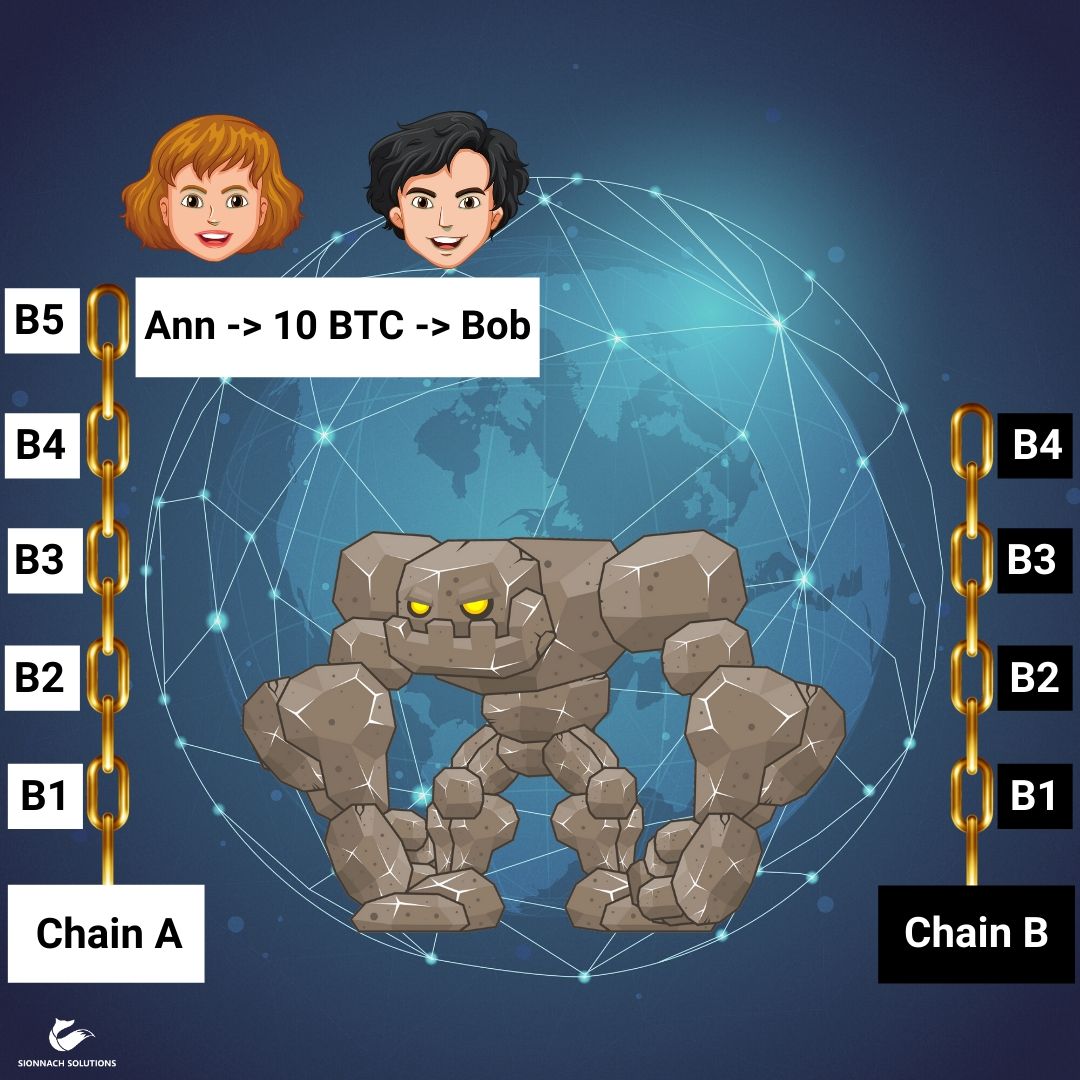 B5
Ann -> 10 BTC -> Bob
B4
B4
B3
B3
B2
B2
B1
B1
Chain A
Chain B
SIONNACH SOLUTIONS